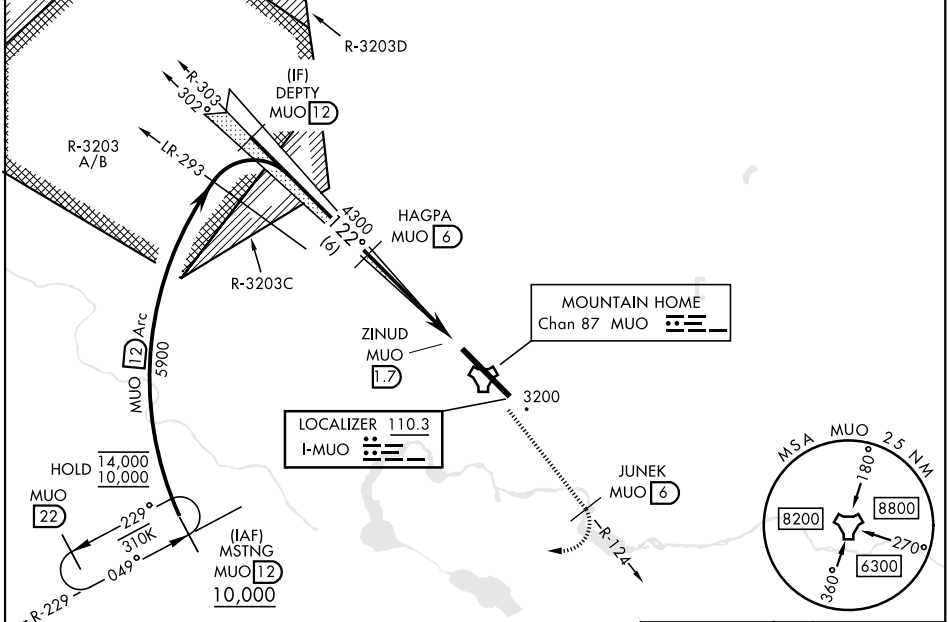 R-3203D
(IF)
DEPTY
MUO 12
R-303
302°
R-3203
A/B
LR-293
4300
122°
(6)
HAGPA
MUO 6
R-3203C
MOUNTAIN HOME
Chan 87 MUO
ZINUD
MUO
1.7
MUO 12 Arc
5900
3200
LOCALIZER 110.3
I-MUO
HOLD 14,000
10,000
MUO
22
229°
310K
049°
R-229
(IAF)
MSTNG
MUO 12
10,000
JUNEK
MUO 6
R-124
MSA MUO 25 NM
180°
8200
8800
270°
6300
360°